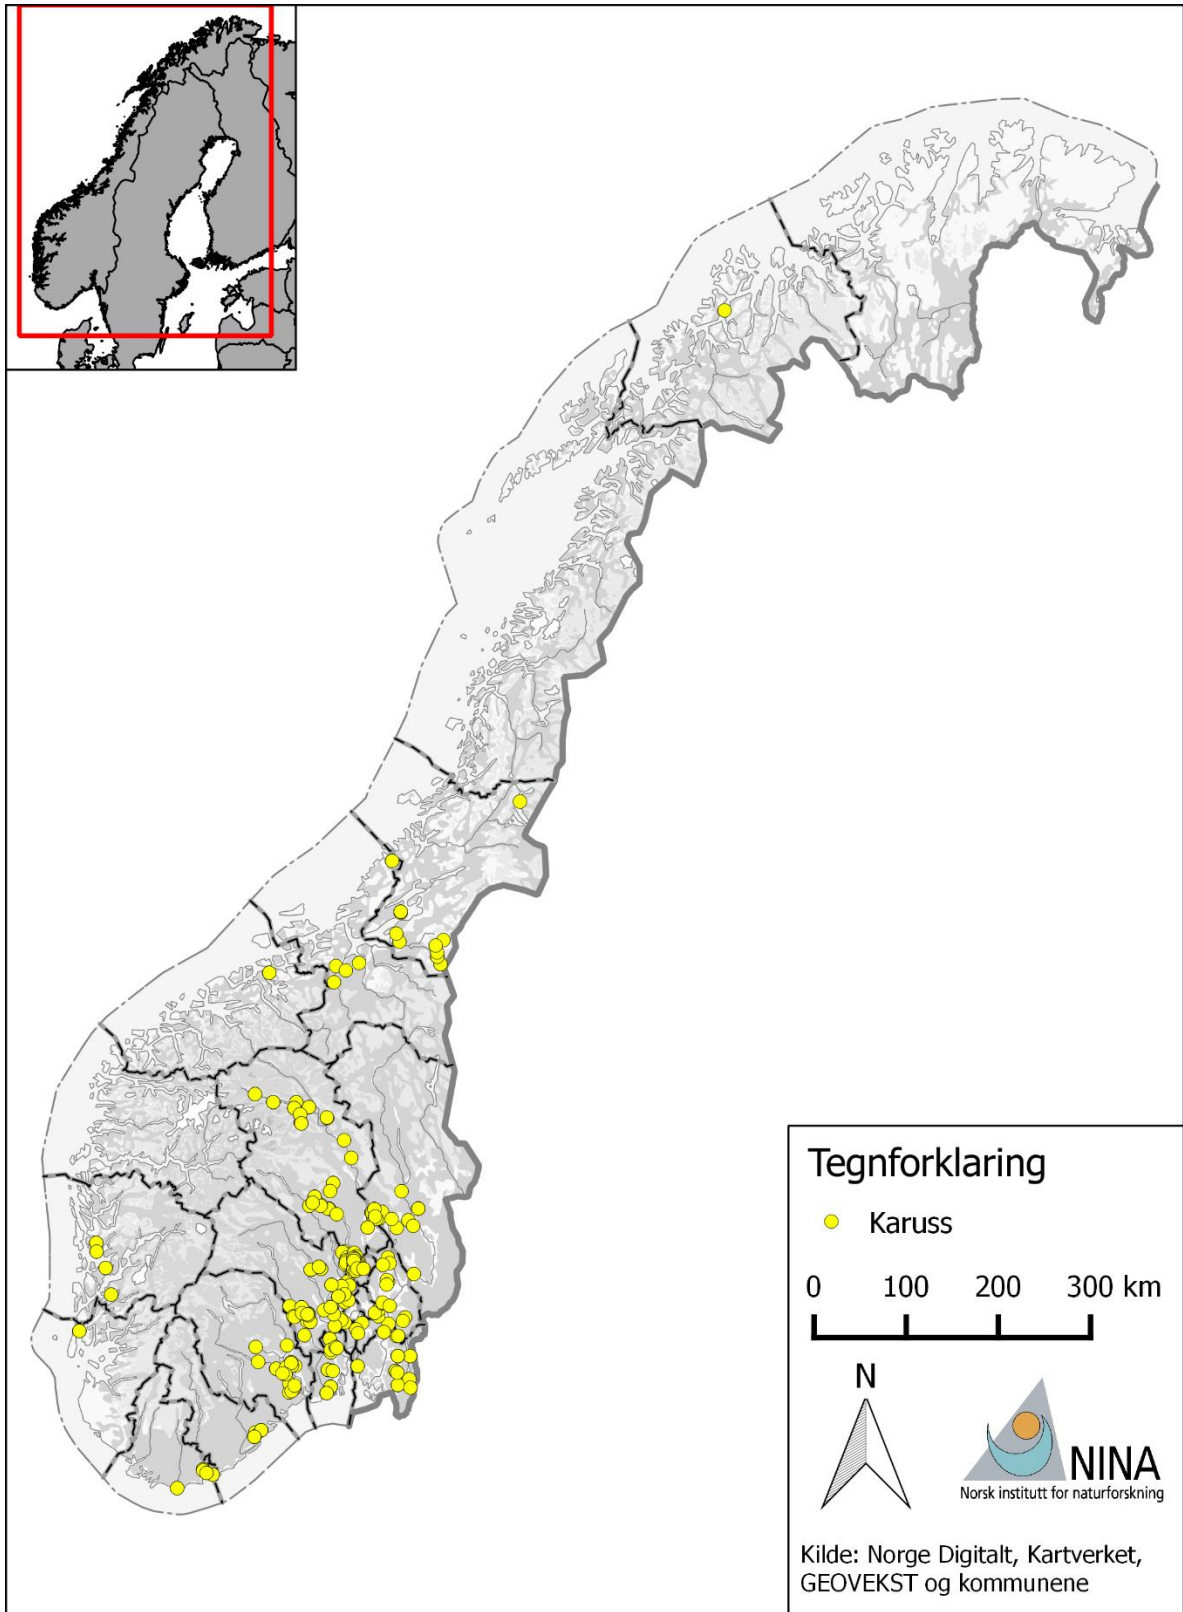 Tegnforklaring
Karuss
0 100 200 300 km
N
NINA
Norsk institutt for naturforskning
Kilde: Norge Digitalt, Kartverket,
GEOVEKST og kommunene